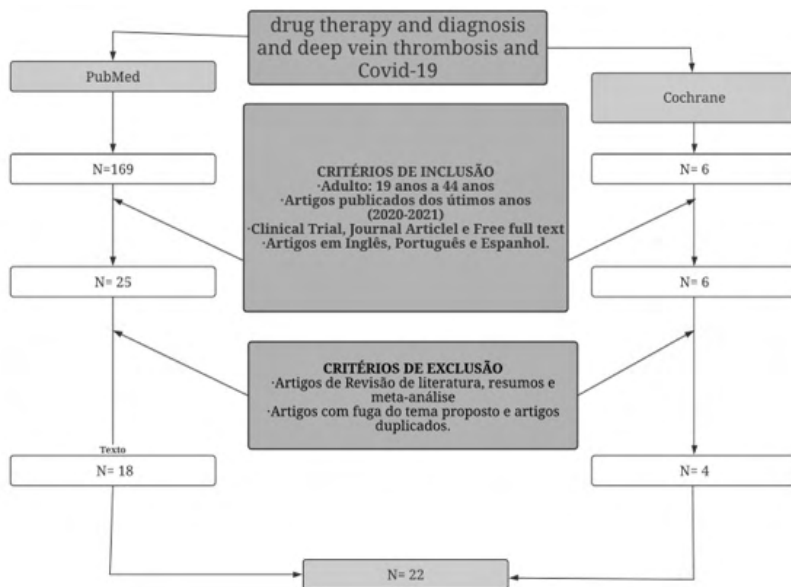 drug therapy and diagnosis
and deep vein thrombosis and
Covid-19
PubMed
Cochrane
N=169
N= 6
CRITÉRIOS DE INCLUSÃO
·Adulto: 19 anos a 44 anos
·Artigos publicados dos útimos anos
(2020-2021)
·Clinical Trial, Journal Articlel e Free full text
·Artigos em Inglês, Português e Espanhol.
N= 25
N= 6
CRITÉRIOS DE EXCLUSÃO
·Artigos de Revisão de literatura, resumos e
meta-análise
·Artigos com fuga do tema proposto e artigos
duplicados.
Texto
N= 18
N= 4
N= 22